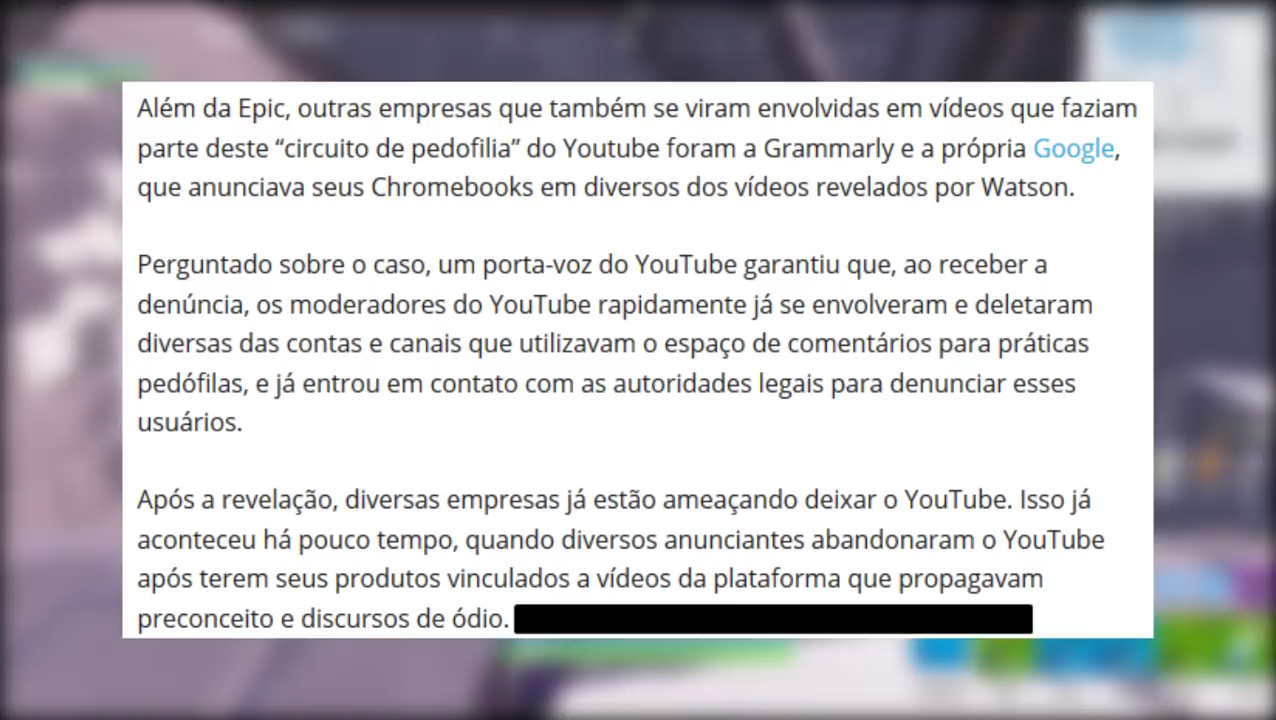 Além da Epic, outras empresas que também se viram envolvidas em vídeos que faziam
parte deste “circuito de pedofilia” do Youtube foram a Grammarly e a própria Google,
que anunciava seus Chromebooks em diversos dos vídeos revelados por Watson.
Perguntado sobre o caso, um porta-voz do YouTube garantiu que, ao receber a
denúncia, os moderadores do YouTube rapidamente já se envolveram e deletaram
diversas das contas e canais que utilizavam o espaço de comentários para práticas
pedófilas, e já entrou em contato com as autoridades legais para denunciar esses
usuários.
Após a revelação, diversas empresas já estão ameaçando deixar o YouTube. Isso já
aconteceu há pouco tempo, quando diversos anunciantes abandonaram o YouTube
após terem seus produtos vinculados a vídeos da plataforma que propagavam
preconceito e discursos de ódio.